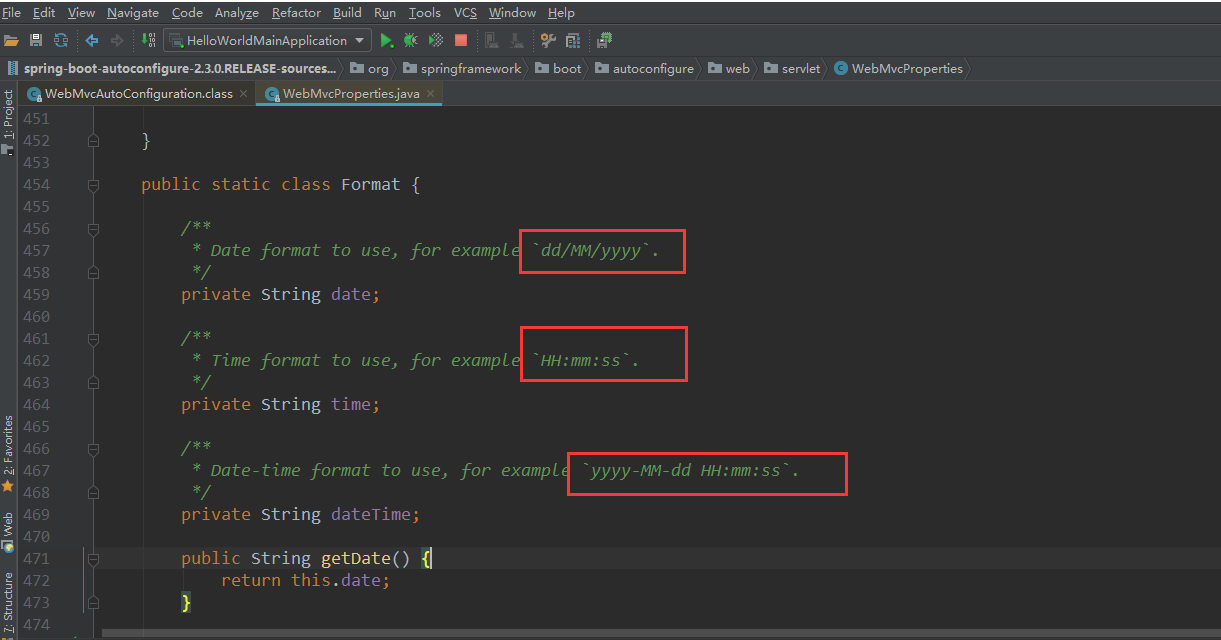 File Edit View Navigate Code Analyze Refactor Build Run Tools VCS Window Help
HelloWorldMainApplication
spring-boot-autoconfigure-2.3.0.RELEASE-sources... org springframework boot autoconfigure web servlet WebMvcProperties
WebMvcAutoConfiguration.class WebMvcProperties.java
1: Project
2: Favorites
Web
7: Structure
451
452 }
453
454 public static class Format {
455
456 /**
457 * Date format to use, for example `dd/MM/yyyy`.
458 */
459 private String date;
460
461 /**
462 * Time format to use, for example `HH:mm:ss`.
463 */
464 private String time;
465
466 /**
467 * Date-time format to use, for example `yyyy-MM-dd HH:mm:ss`.
468 */
469 private String dateTime;
470
471 public String getDate() {
472 return this.date;
473 }
474